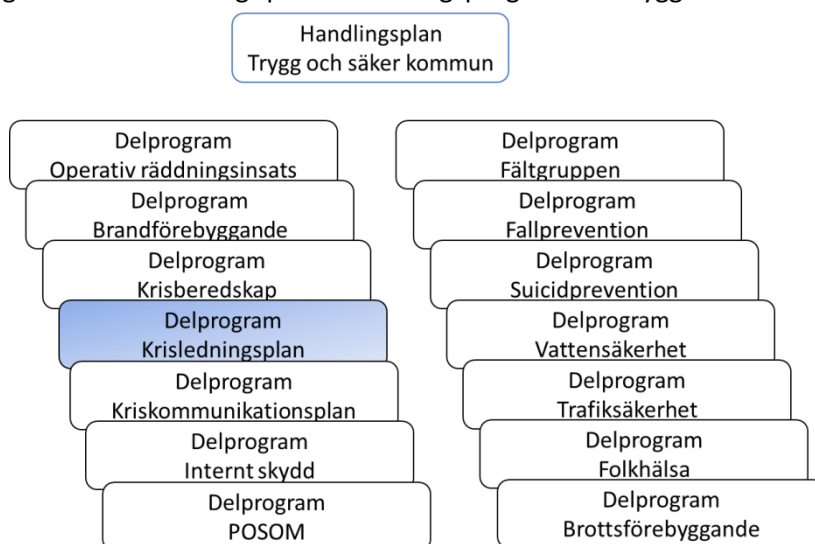 Handlingsplan
Trygg och säker kommun
Delprogram
Operativ räddningsinsats
Delprogram
Brandförebyggande
Delprogram
Krisberedskap
Delprogram
Krisledningsplan
Delprogram
Kriskommunikationsplan
Delprogram
Internt skydd
Delprogram
POSOM
Delprogram
Fältgruppen
Delprogram
Fallprevention
Delprogram
Suicidprevention
Delprogram
Vattensäkerhet
Delprogram
Trafiksäkerhet
Delprogram
Folkhälsa
Delprogram
Brottsförebyggande